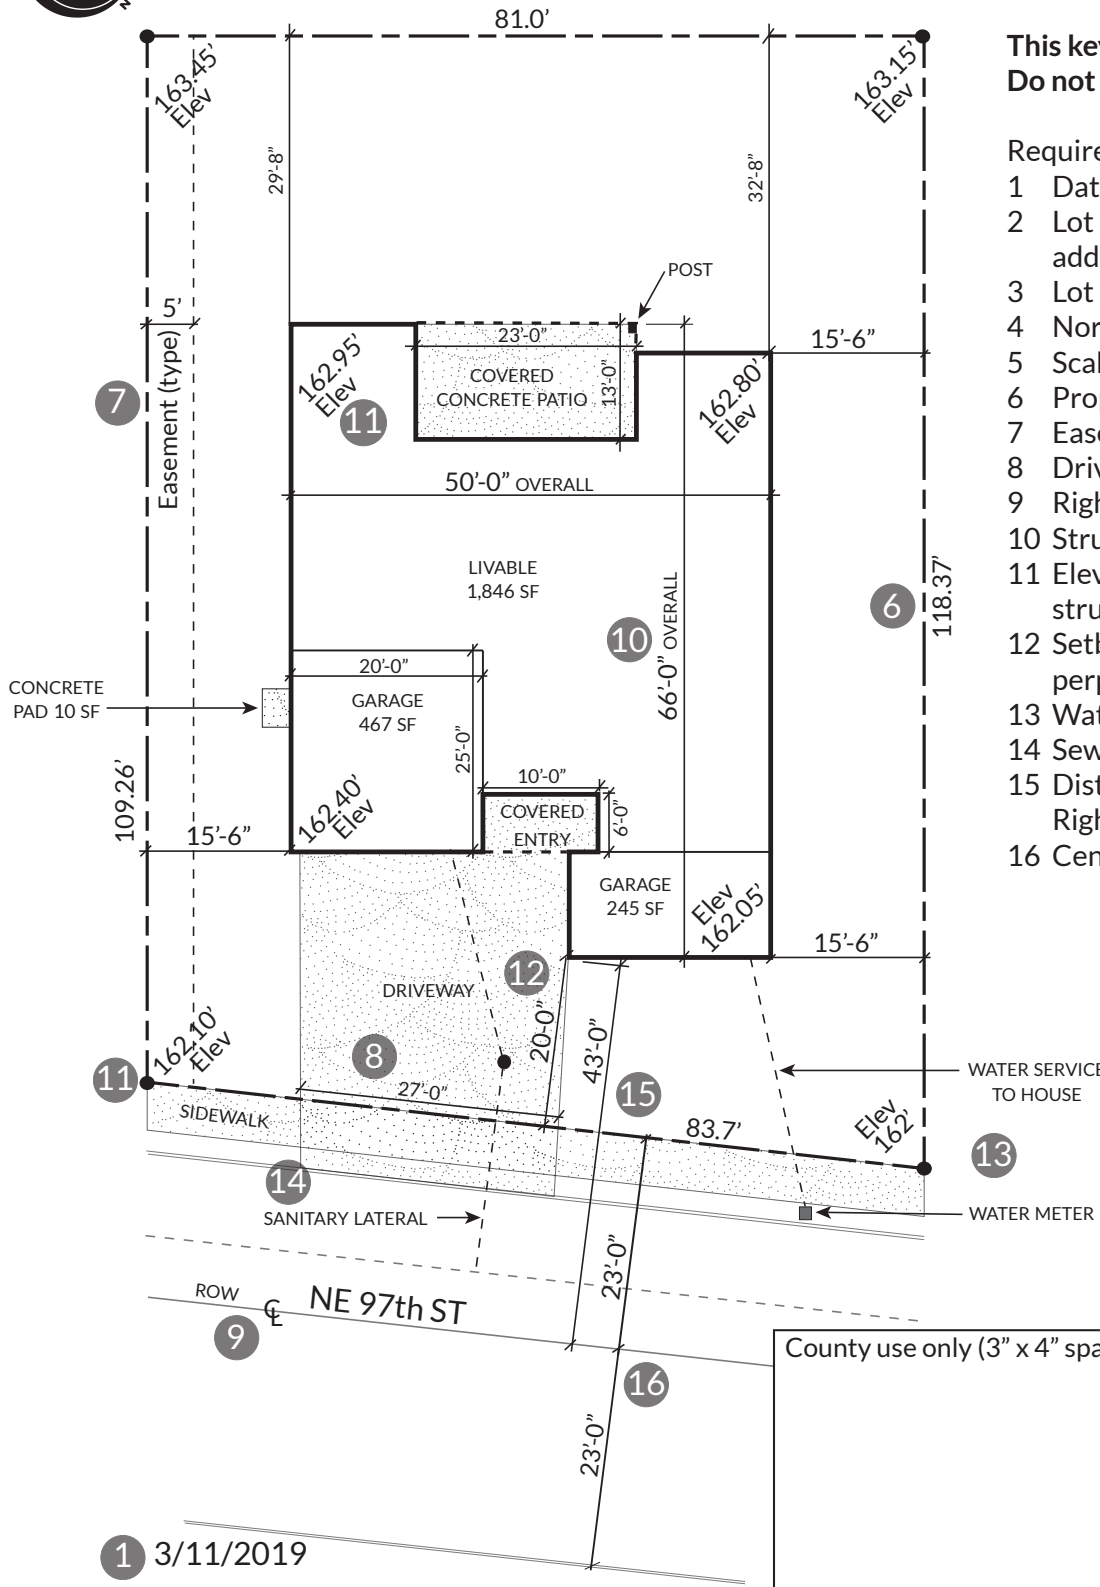 N
81.0’
163.45’
Elev
163.15’
Elev
29’-8”
32’-8”
POST
5’
Easement (type)
7
23’-0”
COVERED
CONCRETE PATIO
13’-0”
162.95’
Elev
11
162.80’
Elev
15’-6”
50’-0” OVERALL
LIVABLE
1,846 SF
10
66’-0” OVERALL
6
118.37’
20’-0”
GARAGE
467 SF
25’-0”
CONCRETE
PAD 10 SF
109.26’
15’-6”
162.40’
Elev
10’-0”
COVERED
ENTRY
6’-0”
GARAGE
245 SF
Elev
162.05’
15’-6”
12
DRIVEWAY
20’-0”
43’-0”
8
27’-0”
162.10’
Elev
11
SIDEWALK
15
83.7’
WATER SERVICE
TO HOUSE
Elev
162’
13
14
SANITARY LATERAL
WATER METER
23’-0”
ROW
CL
NE 97th ST
9
16
23’-0”
1 3/11/2019
This key
Do not
Require
1 Dat
2 Lot
add
3 Lot
4 Nor
5 Scal
6 Prop
7 Ease
8 Driv
9 Righ
10 Stru
11 Elev
stru
12 Setb
perp
13 Wat
14 Sew
15 Dist
Righ
16 Cen
County use only (3” x 4” spa